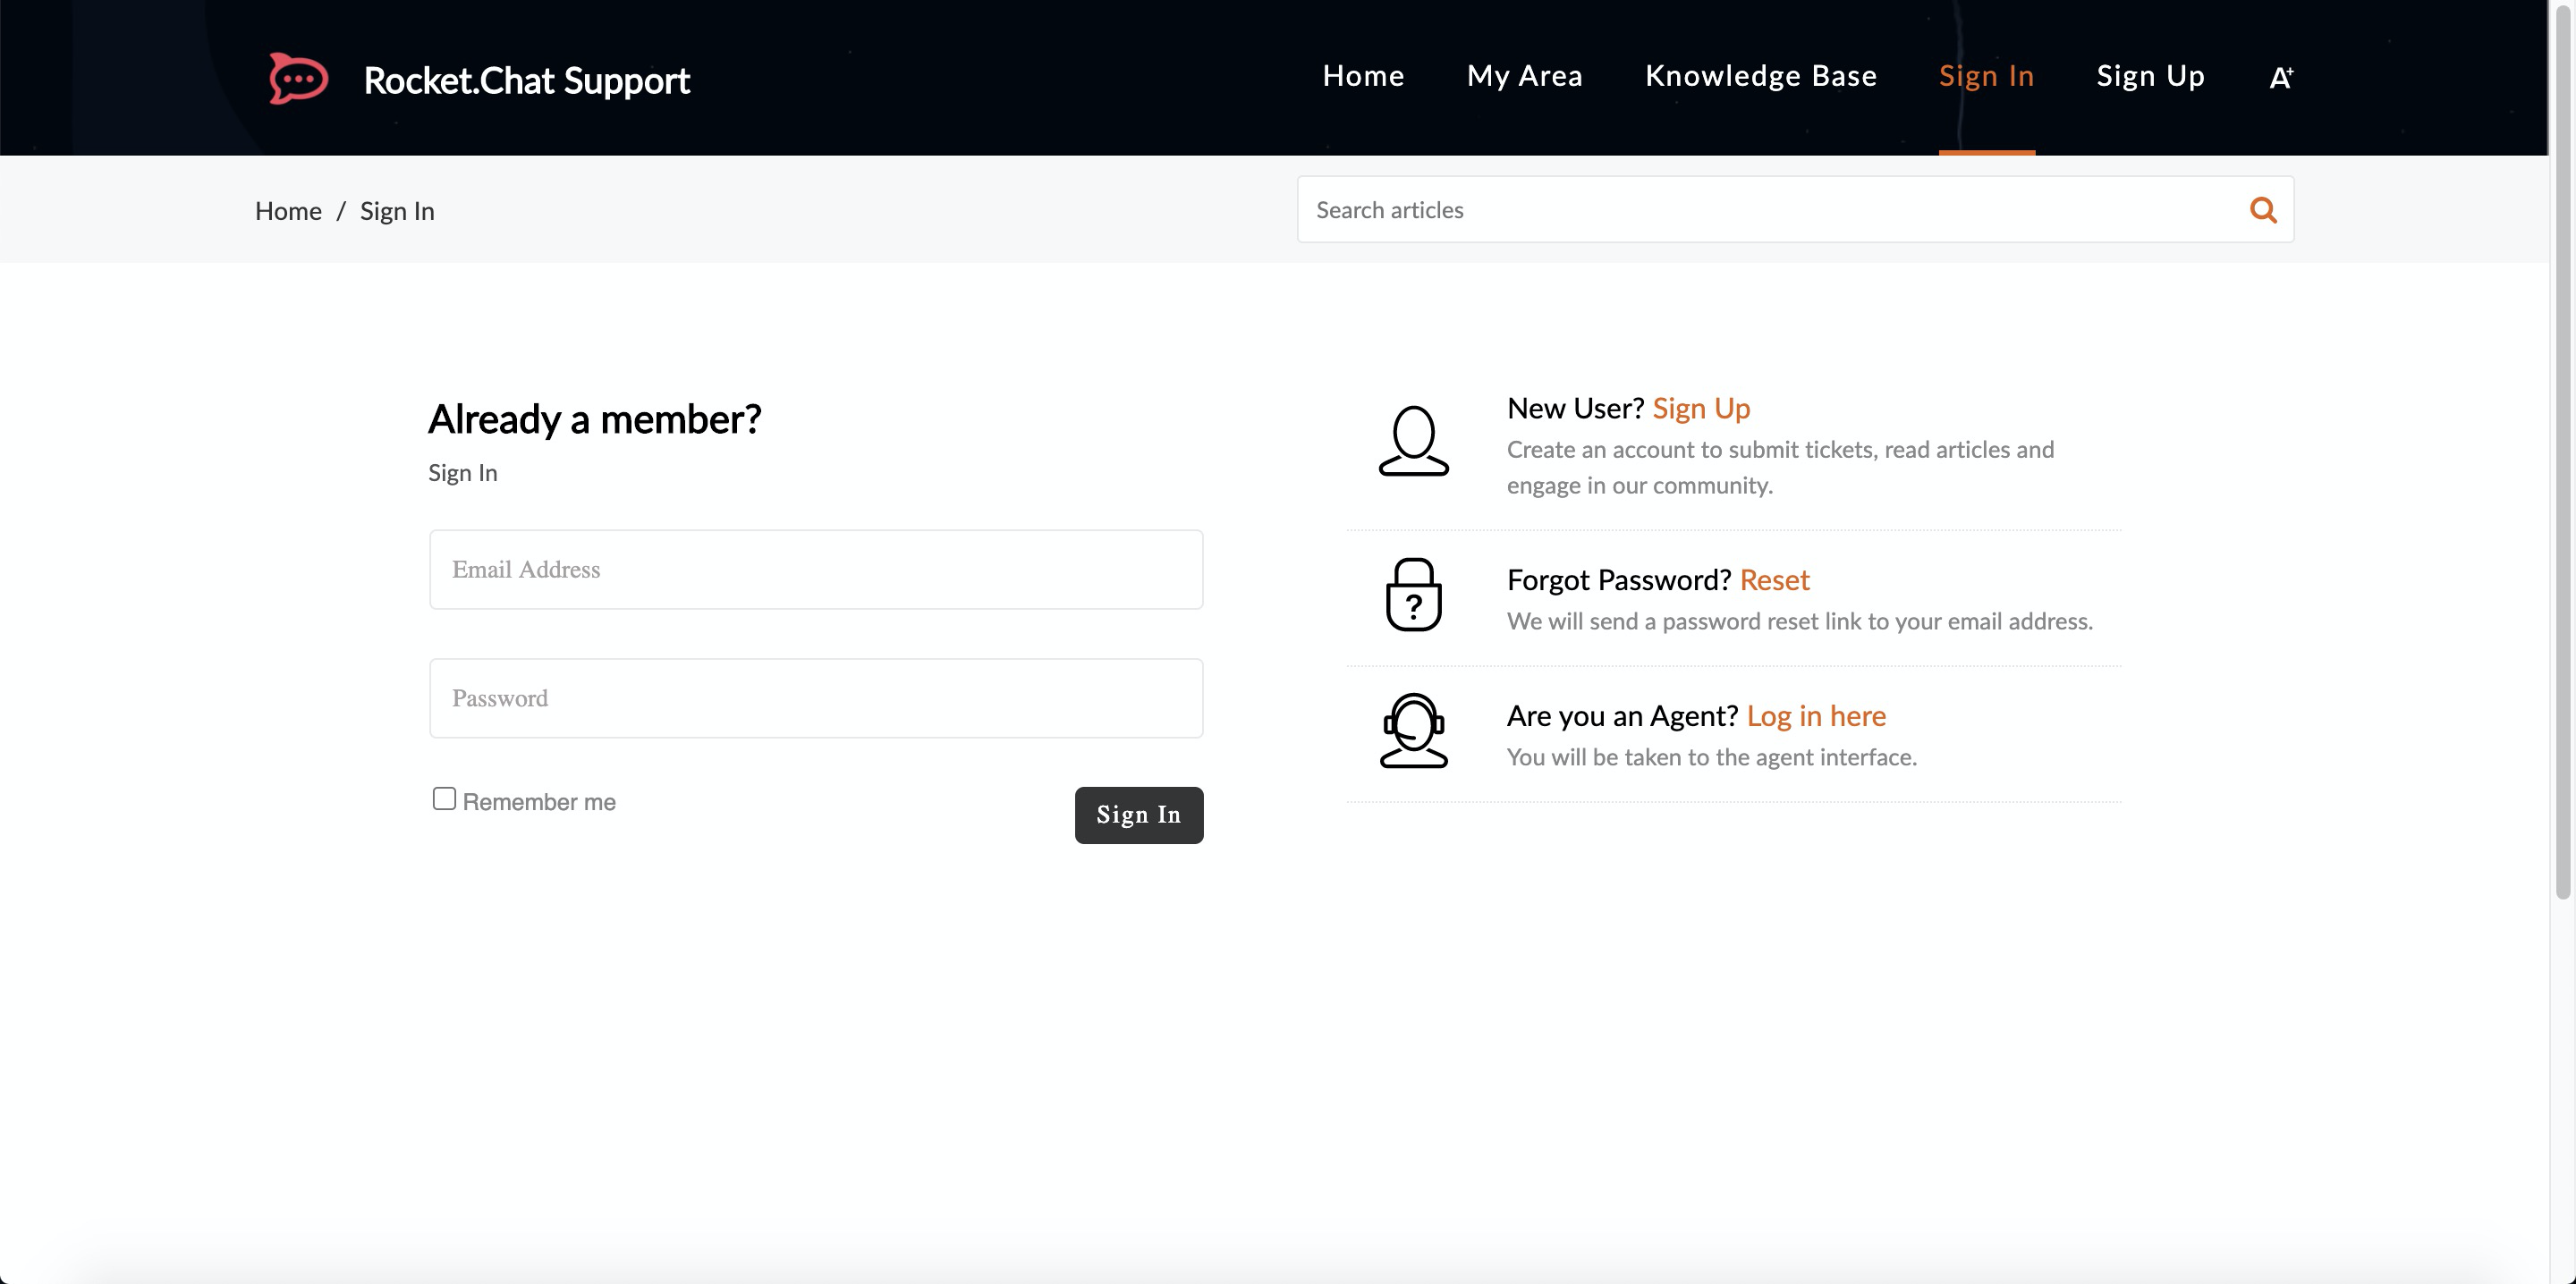 Rocket.Chat Support
Home My Area Knowledge Base Sign In Sign Up A+
Home / Sign In
Search articles
Already a member?
Sign In
Email Address
Password
Remember me
Sign In
New User? Sign Up
Create an account to submit tickets, read articles and
engage in our community.
Forgot Password? Reset
?
We will send a password reset link to your email address.
Are you an Agent? Log in here
You will be taken to the agent interface.